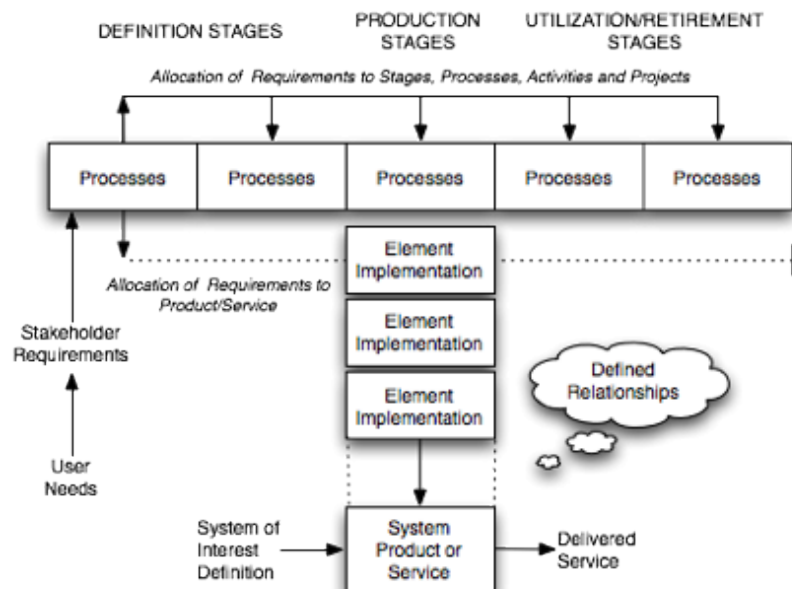 DEFINITION STAGES
PRODUCTION
STAGES
UTILIZATION/RETIREMENT
STAGES
Allocation of Requirements to Stages, Processes, Activities and Projects
Processes
Processes
Processes
Processes
Processes
Element
Implementation
Allocation of Requirements to
Product/Service
Element
Implementation
Stakeholder
Requirements
Defined
Relationships
Element
Implementation
User
Needs
System of
Interest
Definition
System
Product or
Service
Delivered
Service